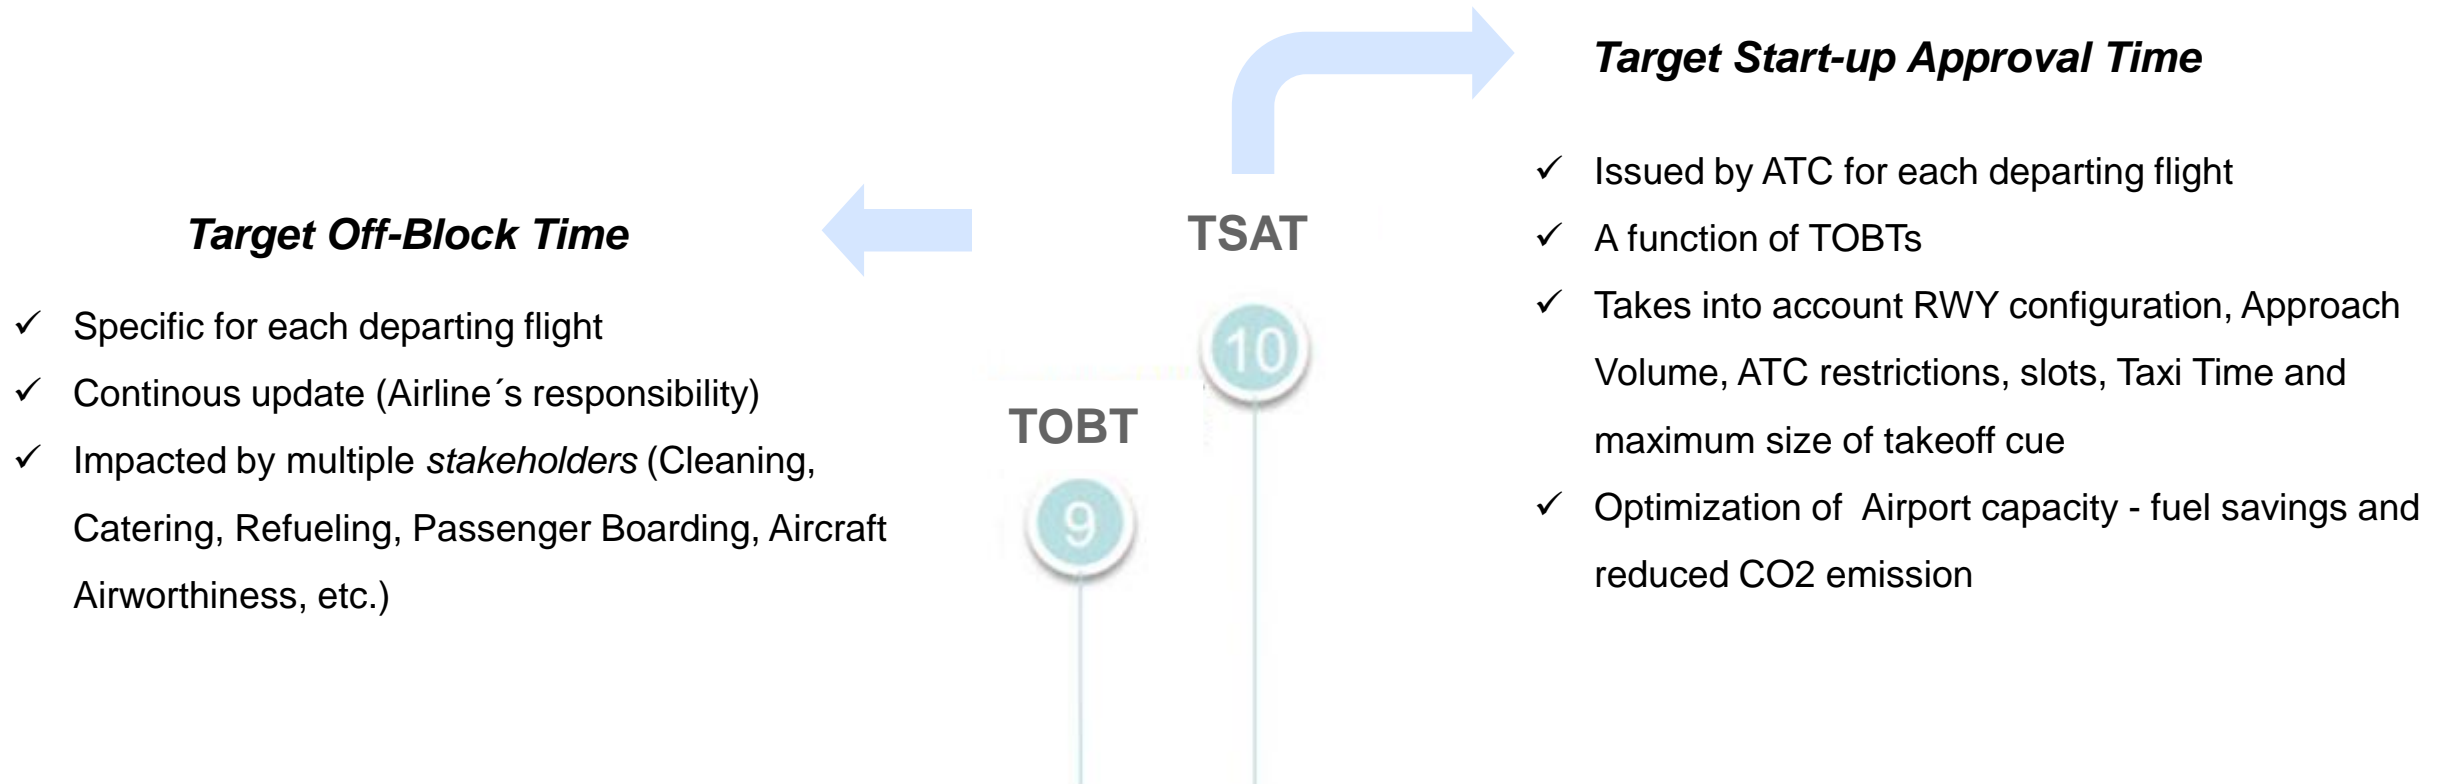 Target Off-Block Time
✓ Specific for each departing flight
✓ Continous update (Airline´s responsibility)
✓ Impacted by multiple stakeholders (Cleaning,
Catering, Refueling, Passenger Boarding, Aircraft
Airworthiness, etc.)
TOBT
9
TSAT
10
Target Start-up Approval Time
✓ Issued by ATC for each departing flight
✓ A function of TOBTs
✓ Takes into account RWY configuration, Approach
Volume, ATC restrictions, slots, Taxi Time and
maximum size of takeoff cue
✓ Optimization of  Airport capacity - fuel savings and
reduced CO2 emission